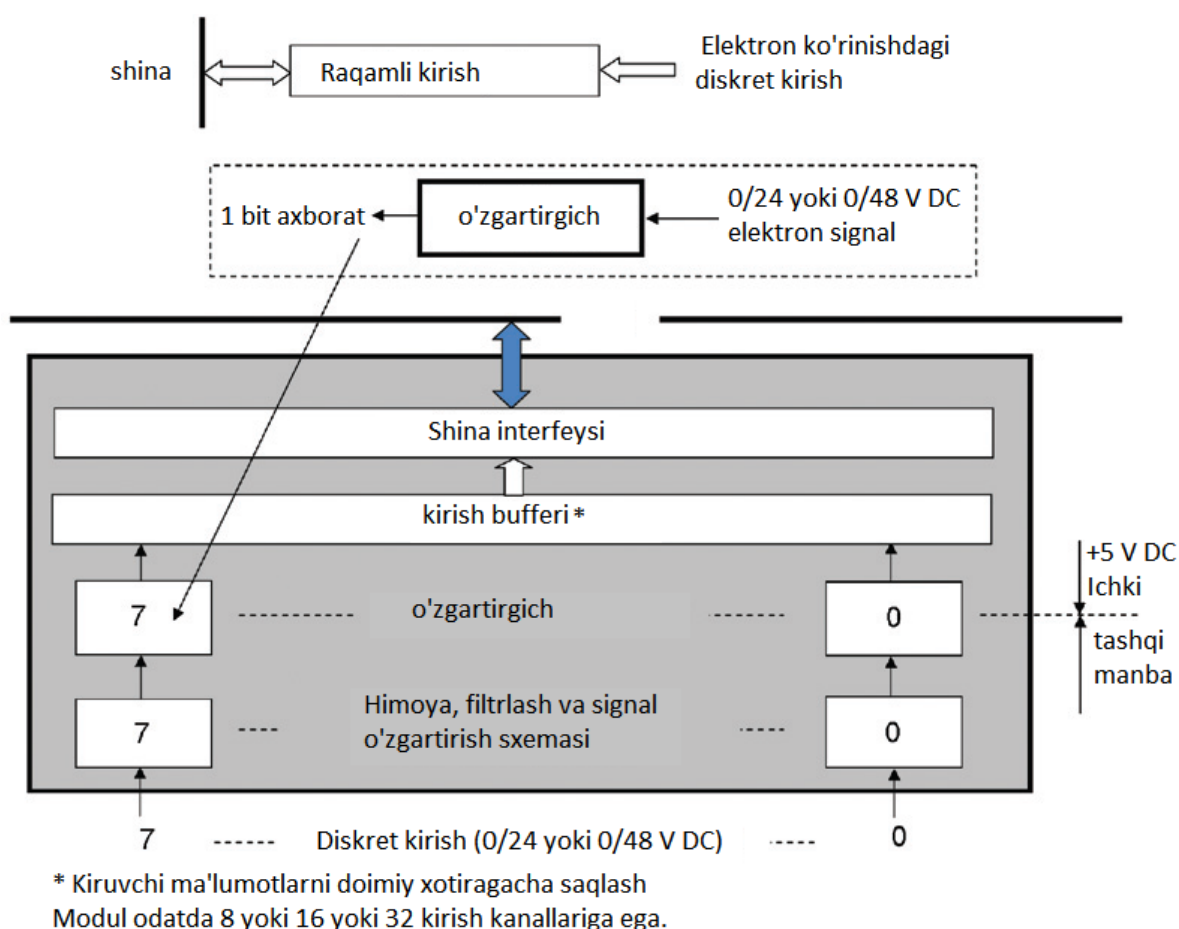 shina
Raqamli kirish
Elektron ko'rinishdagi
diskret kirish
1 bit axborat
o'zgartirgich
0/24 yoki 0/48 V DC
elektron signal
Shina interfeysi
kirish bufferi *
+5 V DC
Ichki
7
o'zgartirgich
0
tashqi
manba
7
Himoya, filtrlash va signal
o'zgartirish sxemasi
0
7
Diskret kirish (0/24 yoki 0/48 V DC)
0
* Kiruvchi ma'lumotlarni doimiy xotiragacha saqlash
Modul odatda 8 yoki 16 yoki 32 kirish kanallariga ega.